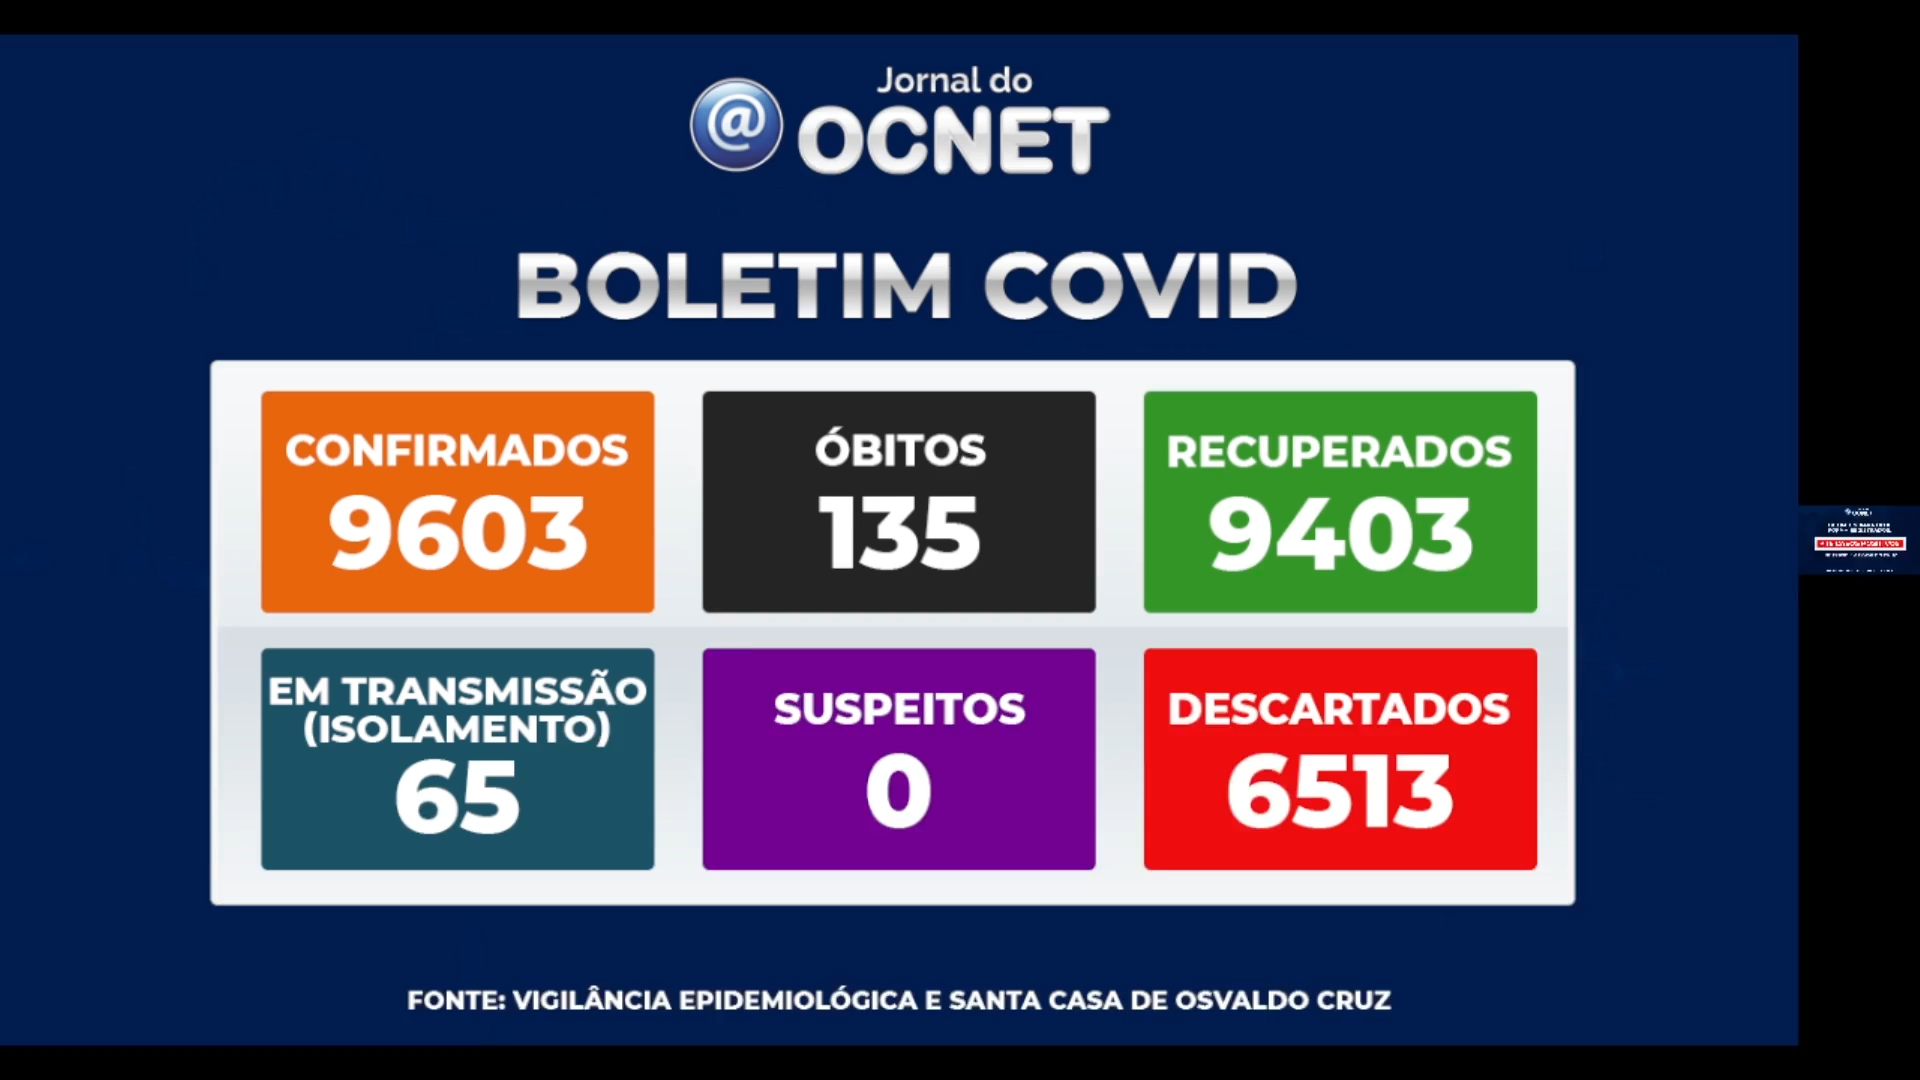 Jornal do
@ OCNET
BOLETIM COVID
CONFIRMADOS
9603
ÓBITOS
135
RECUPERADOS
9403
EM TRANSMISSÃO
(ISOLAMENTO)
65
SUSPEITOS
0
DESCARTADOS
6513
FONTE: VIGILÂNCIA EPIDEMIOLÓGICA E SANTA CASA DE OSVALDO CRUZ